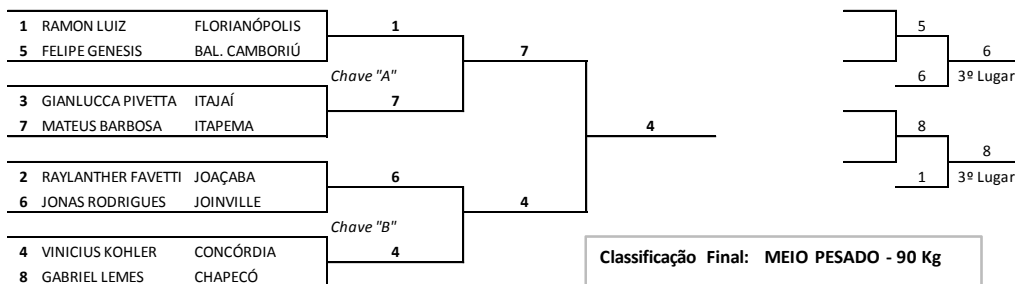 1 RAMON LUIZ FLORIANÓPOLIS 1 5
5 FELIPE GENESIS BAL. CAMBORIÚ 7 6
Chave "A" 6 3º Lugar
3 GIANLUCCA PIVETTA ITAJAÍ 7
7 MATEUS BARBOSA ITAPEMA 4 8
8
2 RAYLANTHER FAVETTI JOAÇABA 6 1 3º Lugar
6 JONAS RODRIGUES JOINVILLE 4
Chave "B"
4 VINICIUS KOHLER CONCÓRDIA 4 Classificação Final: MEIO PESADO - 90 Kg
8 GABRIEL LEMES CHAPECÓ